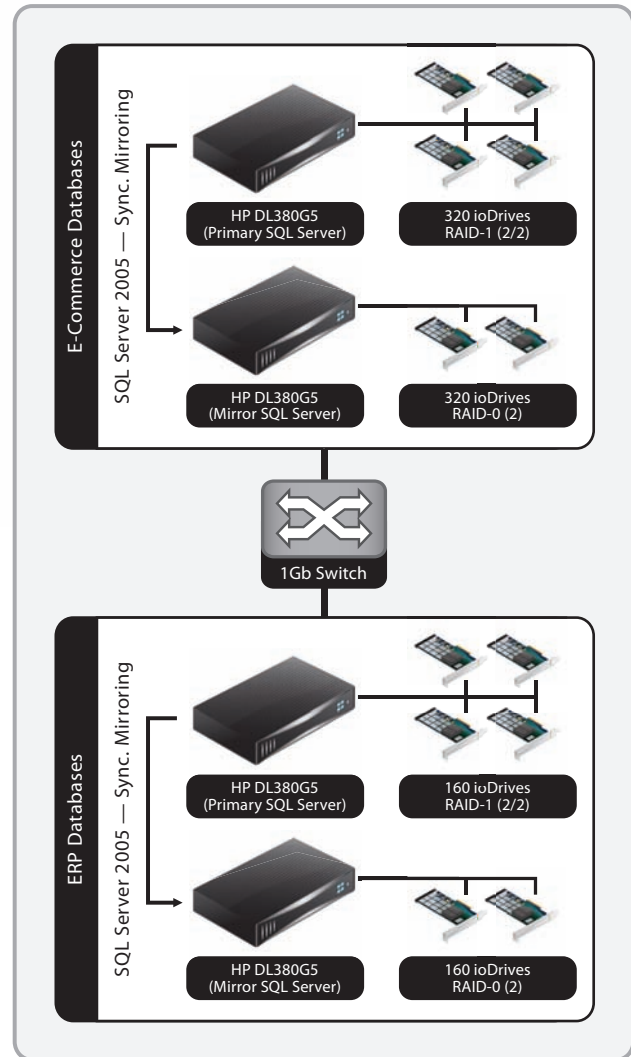 E-Commerce Databases
SQL Server 2005 — Sync. Mirroring
HP DL380G5
(Primary SQL Server)
320 ioDrives
RAID-1 (2/2)
HP DL380G5
(Mirror SQL Server)
320 ioDrives
RAID-0 (2)
1Gb Switch
ERP Databases
SQL Server 2005 — Sync. Mirroring
HP DL380G5
(Primary SQL Server)
160 ioDrives
RAID-1 (2/2)
HP DL380G5
(Mirror SQL Server)
160 ioDrives
RAID-0 (2)